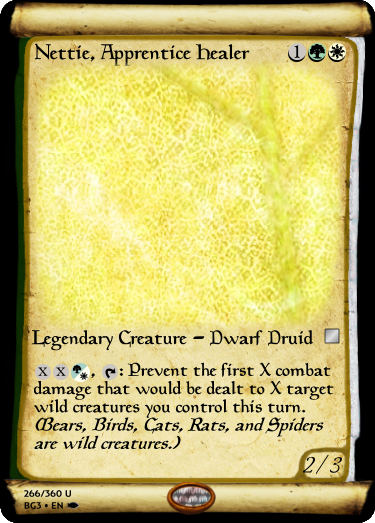 Nettie, Apprentice Healer 1
Legendary Creature – Dwarf Druid
X X , : Prevent the first X combat
damage that would be dealt to X target
wild creatures you control this turn.
(Bears, Birds, Cats, Rats, and Spiders
are wild creatures.)
2/3
266/360 U
BG3 • EN